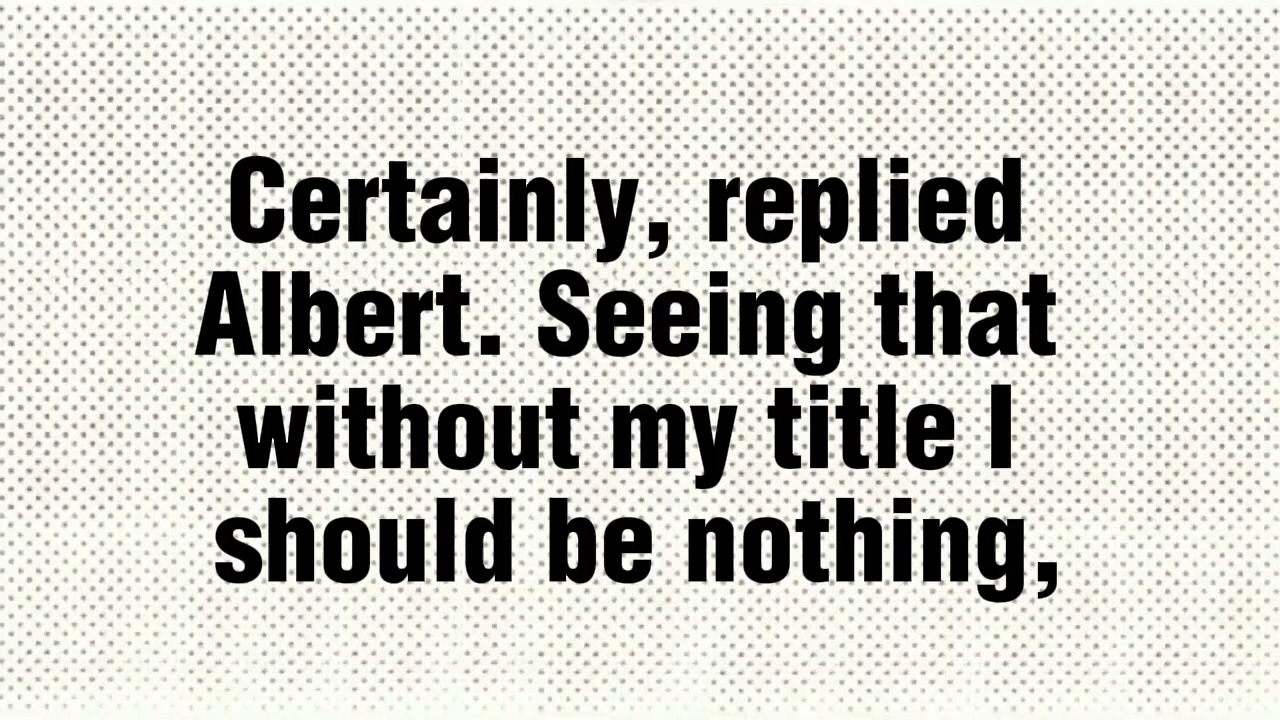 Certainly, replied
Albert. Seeing that
without my title I
should be nothing,